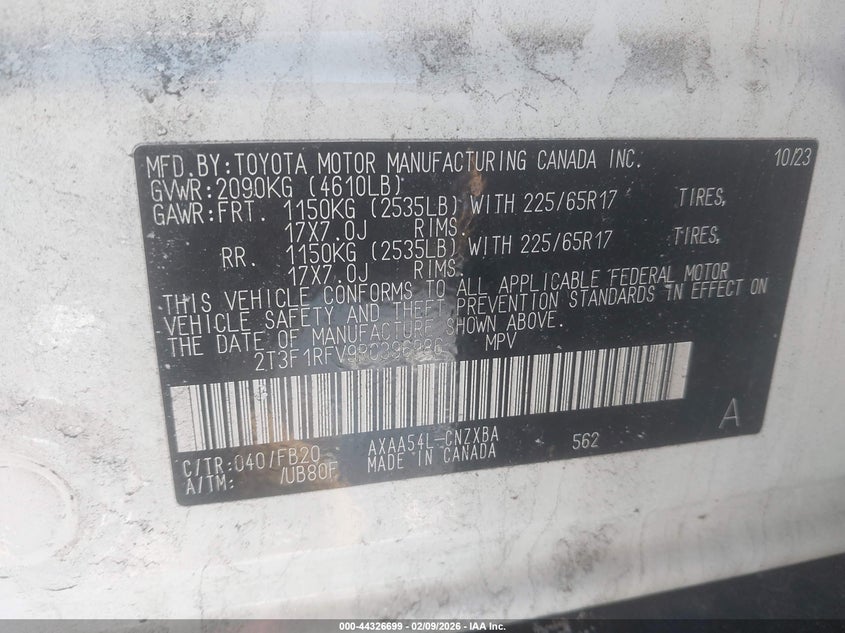 MFD.BY:TOYOTA MOTOR MANUFACTURING CANADA INC. 10/23
GVWR:2090KG (4610LB)
GAWR:FRT. 1150KG (2535LB) WITH 225/65R17 TIRES,
17X7.0J RIMS.
RR. 1150KG (2535LB) WITH 225/65R17 TIRES,
17X7.0J RIMS.
THIS VEHICLE CONFORMS TO ALL APPLICABLE FEDERAL MOTOR
VEHICLE SAFETY AND THEFT PREVENTION STANDARDS IN EFFECT ON
THE DATE OF MANUFACTURE SHOWN ABOVE.
MPV
A
C/TR:040/FB20 AXAA54L-CNZXBA 562
A/TM: /UB80F MADE IN CANADA
000-44326699 - 02/09/2026 - IAA Inc.